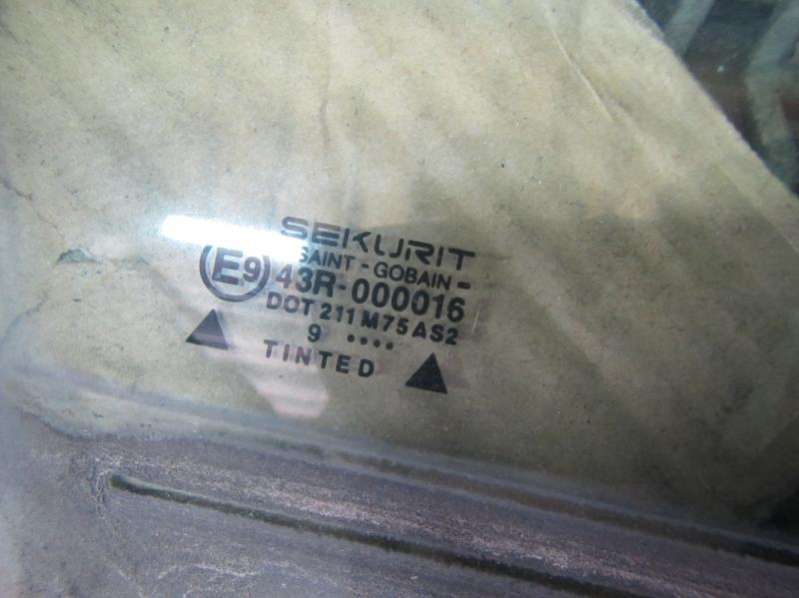 SEKURIT
SAINT - GOBAIN -
E9 43R-000016
DOT 211 M75 AS2
9 ....
TINTED